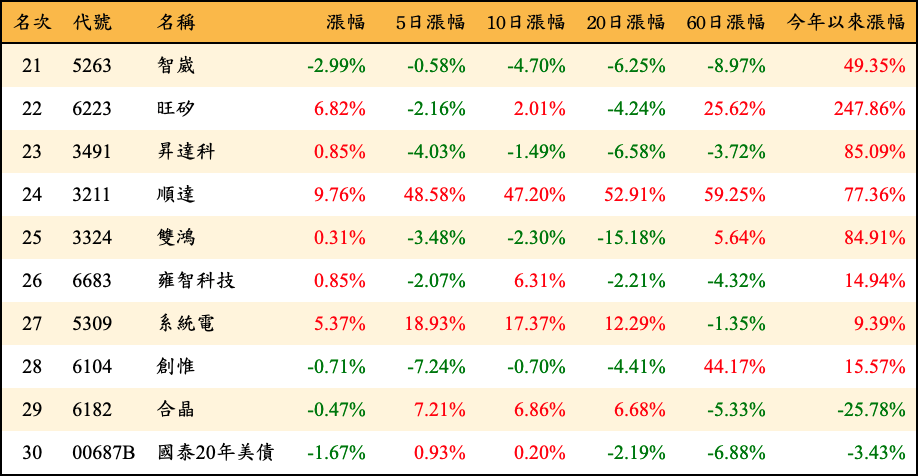 名次 代號 名稱 漲幅 5日漲幅 10日漲幅 20日漲幅 60日漲幅 今年以來漲幅
21 5263 智崴 -2.99% -0.58% -4.70% -6.25% -8.97% 49.35%
22 6223 旺矽 6.82% -2.16% 2.01% -4.24% 25.62% 247.86%
23 3491 昇達科 0.85% -4.03% -1.49% -6.58% -3.72% 85.09%
24 3211 順達 9.76% 48.58% 47.20% 52.91% 59.25% 77.36%
25 3324 雙鴻 0.31% -3.48% -2.30% -15.18% 5.64% 84.91%
26 6683 雍智科技 0.85% -2.07% 6.31% -2.21% -4.32% 14.94%
27 5309 系統電 5.37% 18.93% 17.37% 12.29% -1.35% 9.39%
28 6104 創惟 -0.71% -7.24% -0.70% -4.41% 44.17% 15.57%
29 6182 合晶 -0.47% 7.21% 6.86% 6.68% -5.33% -25.78%
30 00687B 國泰20年美債 -1.67% 0.93% 0.20% -2.19% -6.88% -3.43%